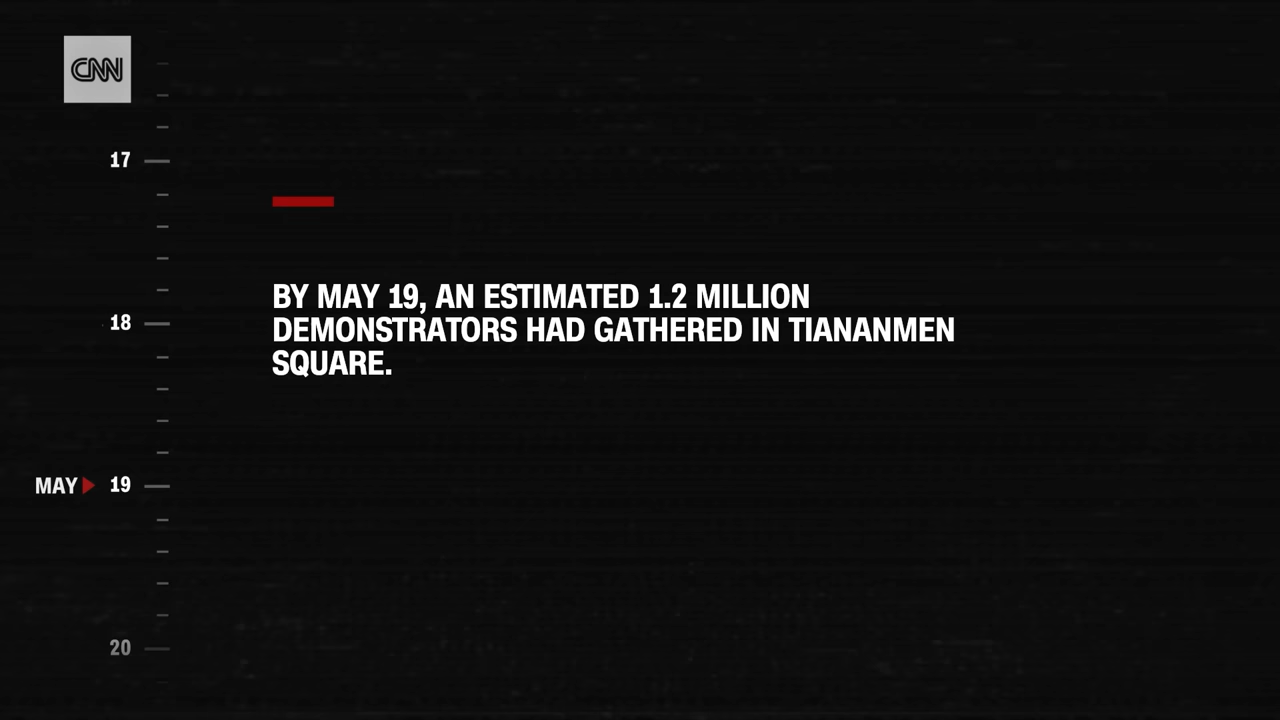 CNN
17
BY MAY 19, AN ESTIMATED 1.2 MILLION
DEMONSTRATORS HAD GATHERED IN TIANANMEN
SQUARE.
18
MAY 19
20